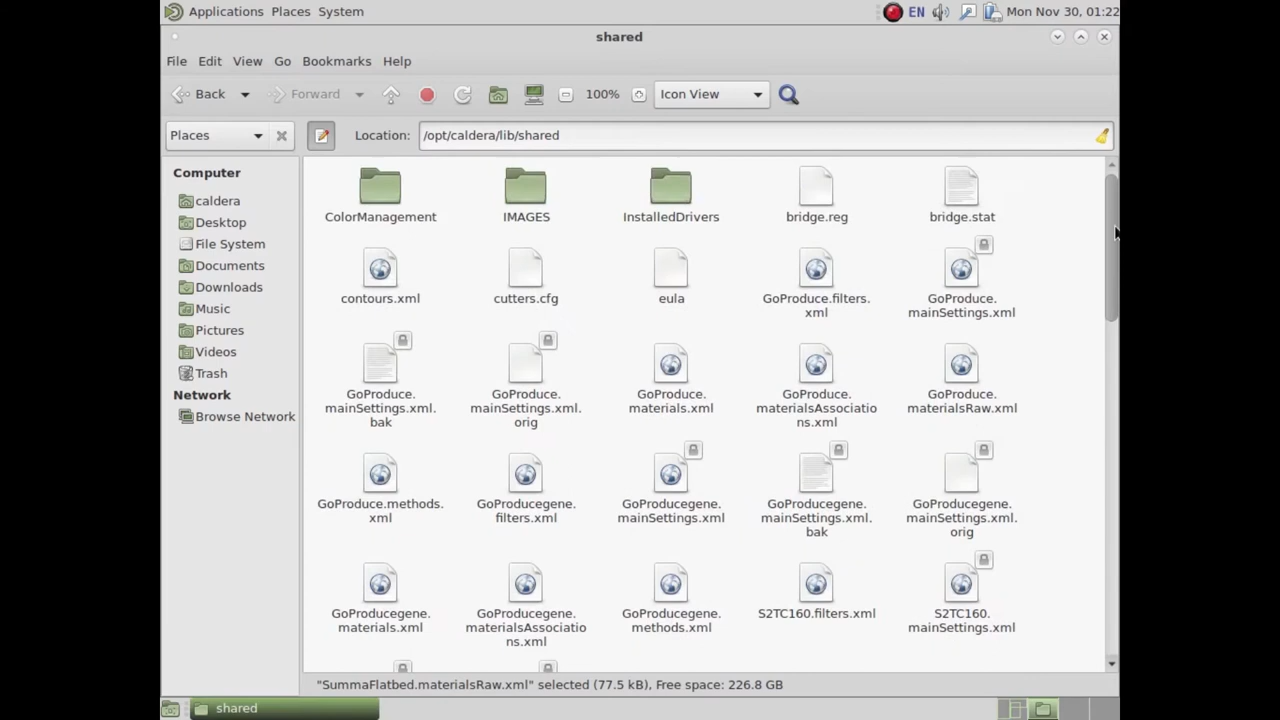 Applications Places System EN Mon Nov 30, 01:22
shared
File Edit View Go Bookmarks Help
Back Forward 100% Icon View
Places Location: /opt/caldera/lib/shared
Computer
caldera
Desktop
File System
Documents
Downloads
Music
Pictures
Videos
Trash
Network
Browse Network
ColorManagement IMAGES InstalledDrivers bridge.reg bridge.stat
contours.xml cutters.cfg eula GoProduce.filters. GoProduce.
xml mainSettings.xml
GoProduce. GoProduce. GoProduce. GoProduce. GoProduce.
mainSettings.xml. mainSettings.xml. materials.xml materialsAssociatio materialsRaw.xml
bak orig ns.xml
GoProduce.methods. GoProducegene. GoProducegene. GoProducegene. GoProducegene.
xml filters.xml mainSettings.xml mainSettings.xml. mainSettings.xml.
bak orig
GoProducegene. GoProducegene. GoProducegene. S2TC160.filters.xml S2TC160.
materials.xml materialsAssociatio methods.xml mainSettings.xml
ns.xml
"SummaFlatbed.materialsRaw.xml" selected (77.5 kB), Free space: 226.8 GB
shared